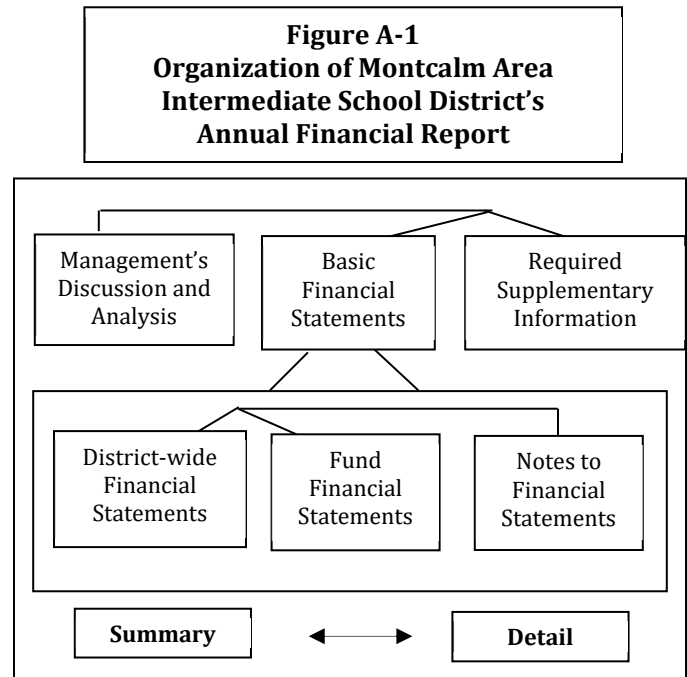 Figure A-1
Organization of Montcalm Area
Intermediate School District’s
Annual Financial Report
Management’s
Discussion and
Analysis
Basic
Financial
Statements
Required
Supplementary
Information
District-wide
Financial
Statements
Fund
Financial
Statements
Notes to
Financial
Statements
Summary
Detail